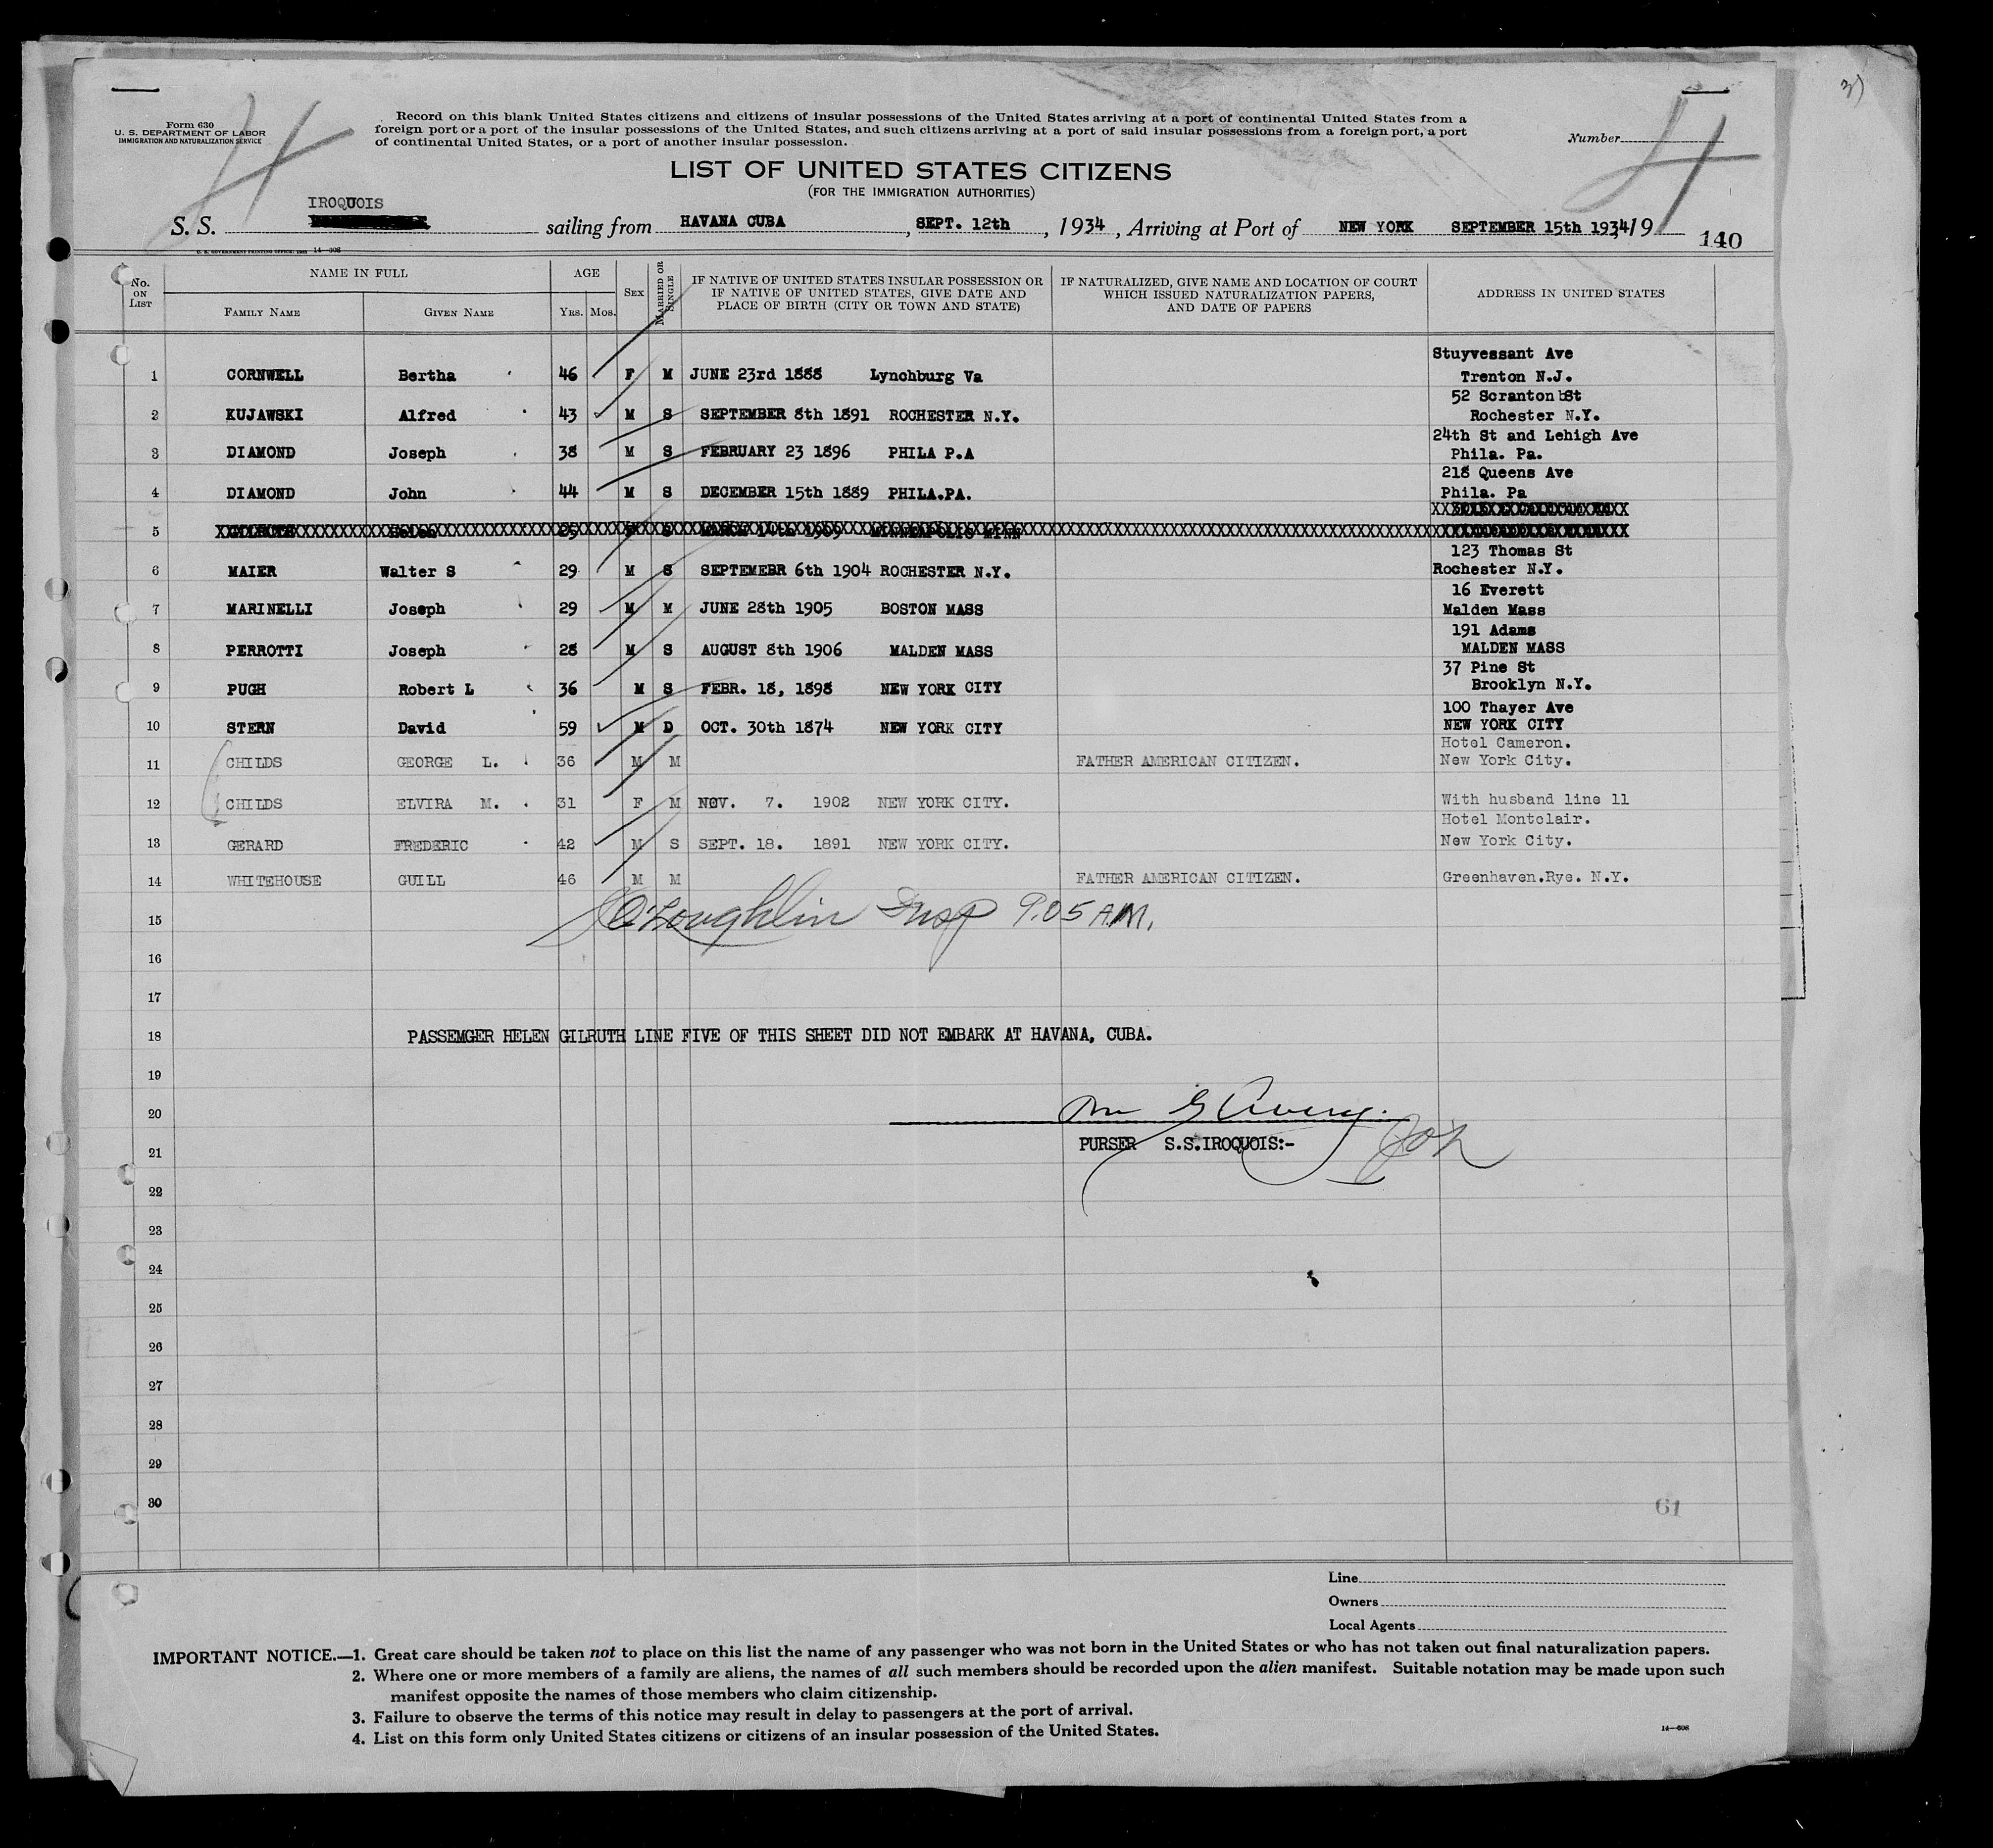 Form 630
U. S. DEPARTMENT OF LABOR
IMMIGRATION AND NATURALIZATION SERVICE
Record on this blank United States citizens and citizens of insular possessions of the United States arriving at a port of continental United States from a
foreign port or a port of the insular possessions of the United States, and such citizens arriving at a port of said insular possessions from a foreign port, a port
of continental United States, or a port of another insular possession.
Number
4
4
LIST OF UNITED STATES CITIZENS
(FOR THE IMMIGRATION AUTHORITIES)
IROQUOIS
S. S. sailing from HAVANA CUBA, SEPT. 12th, 1934, Arriving at Port of NEW YORK SEPTEMBER 15th 1934 19
140
No. ON LIST NAME IN FULL AGE SEX MARRIED OR SINGLE IF NATIVE OF UNITED STATES INSULAR POSSESSION OR IF NATIVE OF UNITED STATES, GIVE DATE AND PLACE OF BIRTH (CITY OR TOWN AND STATE) IF NATURALIZED, GIVE NAME AND LOCATION OF COURT WHICH ISSUED NATURALIZATION PAPERS, AND DATE OF PAPERS ADDRESS IN UNITED STATES
FAMILY NAME GIVEN NAME YRS. MOS.
Stuyvessant Ave
1 CORNWELL Bertha 46 F M JUNE 23rd 1888 Lynchburg Va Trenton N.J.
52 Scranton St
2 KUJAWSKI Alfred 43 M S SEPTEMBER 8th 1891 ROCHESTER N.Y. Rochester N.Y.
24th St and Lehigh Ave
3 DIAMOND Joseph 38 M S FEBRUARY 23 1896 PHILA P.A Phila. Pa.
218 Queens Ave
4 DIAMOND John 44 M S DECEMBER 15th 1889 PHILA.PA. Phila. Pa
5 GILRUTH Helen 25 F S MARCH 14th 1909 MINNEAPOLIS MINN
123 Thomas St
6 MAIER Walter S 29 M S SEPTEMEBR 6th 1904 ROCHESTER N.Y. Rochester N.Y.
16 Everett
7 MARINELLI Joseph 29 M M JUNE 28th 1905 BOSTON MASS Malden Mass
191 Adams
8 PERROTTI Joseph 28 M S AUGUST 8th 1906 MALDEN MASS MALDEN MASS
37 Pine St
9 PUGH Robert L 36 M S FEBR. 18, 1898 NEW YORK CITY Brooklyn N.Y.
100 Thayer Ave
10 STERN David 59 M D OCT. 30th 1874 NEW YORK CITY NEW YORK CITY
Hotel Cameron.
11 CHILDS GEORGE L. 36 M M FATHER AMERICAN CITIZEN. New York City.
12 CHILDS ELVIRA M. 31 F M NOV. 7. 1902 NEW YORK CITY. With husband line 11
Hotel Montclair.
13 GERARD FREDERIC 42 M S SEPT. 18. 1891 NEW YORK CITY. New York City.
14 WHITEHOUSE GUILL 46 M M FATHER AMERICAN CITIZEN. Greenhaven.Rye. N.Y.
15 O'Loughlin Insp 9.05 A.M.
16
17
18 PASSEMGER HELEN GILRUTH LINE FIVE OF THIS SHEET DID NOT EMBARK AT HAVANA, CUBA.
19
20 Avery.
21 PURSER S.S.IROQUOIS:-
22
23
24
25
26
27
28
29
30
61
Line
Owners
Local Agents
IMPORTANT NOTICE.—1. Great care should be taken not to place on this list the name of any passenger who was not born in the United States or who has not taken out final naturalization papers.
2. Where one or more members of a family are aliens, the names of all such members should be recorded upon the alien manifest. Suitable notation may be made upon such
manifest opposite the names of those members who claim citizenship.
3. Failure to observe the terms of this notice may result in delay to passengers at the port of arrival.
4. List on this form only United States citizens or citizens of an insular possession of the United States.
14—608